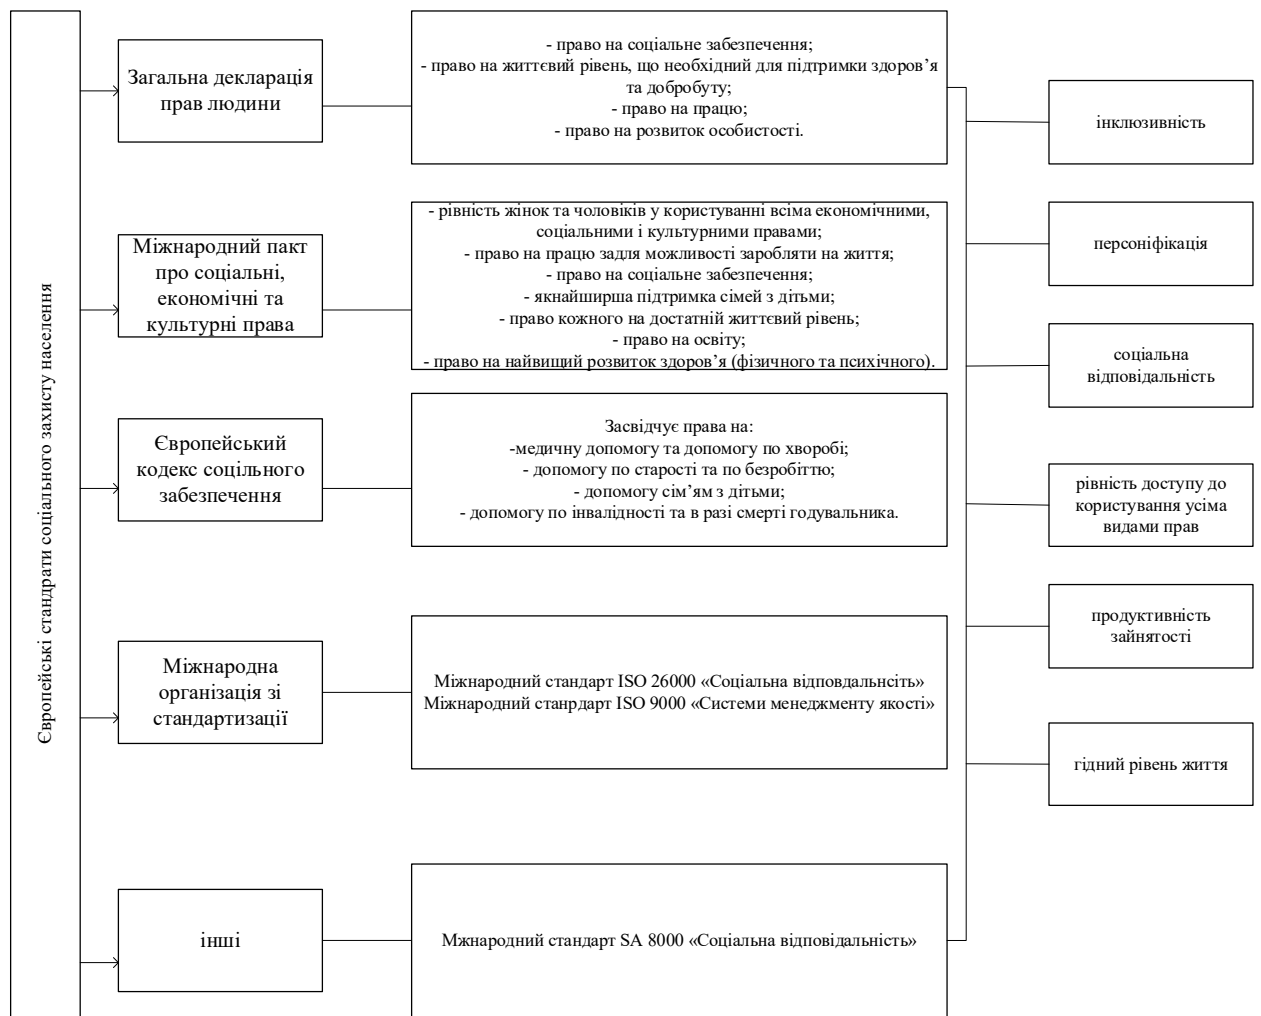 Європейські стандрати соціального захисту населення
Загальна декларація
прав людини
- право на соціальне забезпечення;
- право на життєвий рівень, що необхідний для підтримки здоров’я
та добробуту;
- право на працю;
- право на розвиток особистості.
Міжнародний пакт
про соціальні,
економічні та
культурні права
- рівність жінок та чоловіків у користуванні всіма економічними,
соціальними і культурними правами;
- право на працю задля можливості заробляти на життя;
- право на соціальне забезпечення;
- якнайширша підтримка сімей з дітьми;
- право кожного на достатній життєвий рівень;
- право на освіту;
- право на найвищий розвиток здоров’я (фізичного та психічного).
Європейський
кодекс соцільного
забезпечення
Засвідчує права на:
-медичну допомогу та допомогу по хворобі;
- допомогу по старості та по безробіттю;
- допомогу сім’ям з дітьми;
- допомогу по інвалідності та в разі смерті годувальника.
Міжнародна
організація зі
стандартизації
Міжнародний стандарт ISO 26000 «Соціальна відповдальнсіть»
Міжнародний станрдарт ISO 9000 «Системи менеджменту якості»
інші
Мжнародний стандарт SA 8000 «Соціальна відповідальність»
інклюзивність
персоніфікація
соціальна
відповідальність
рівність доступу до
користування усіма
видами прав
продуктивність
зайнятості
гідний рівень життя